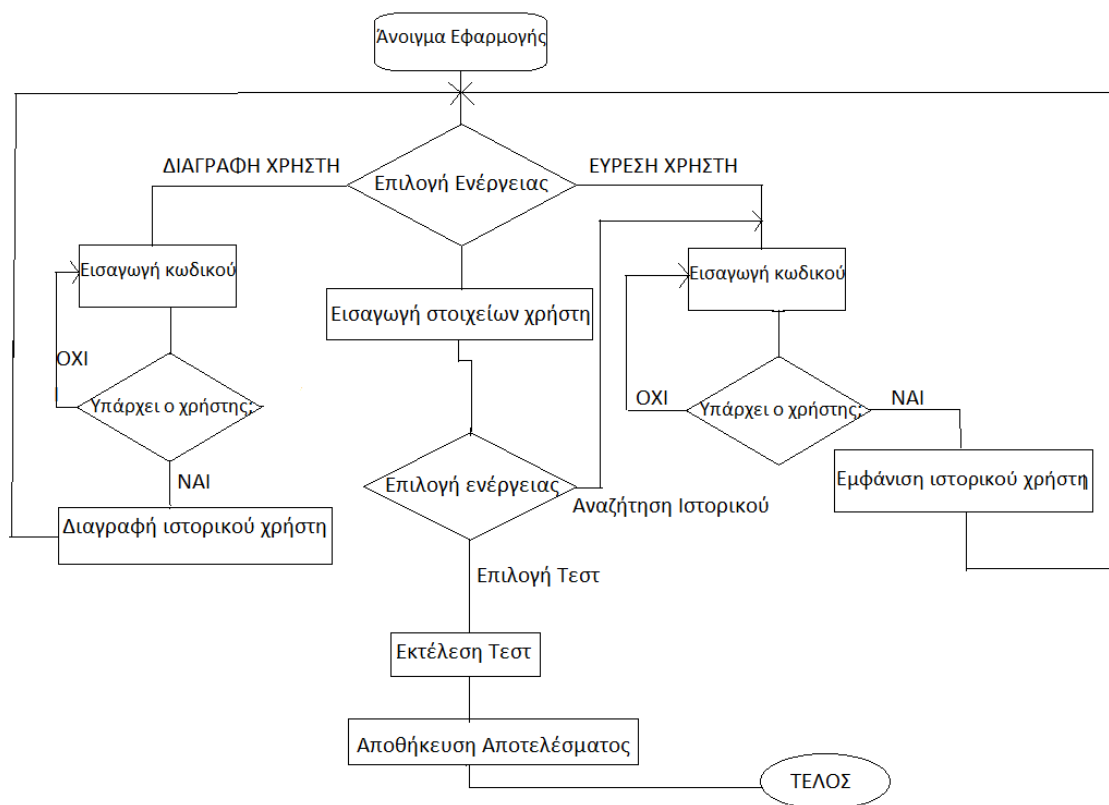 Άνοιγμα Εφαρμογής
ΔΙΑΓΡΑΦΗ ΧΡΗΣΤΗ
ΕΥΡΕΣΗ ΧΡΗΣΤΗ
Επιλογή Ενέργειας
Εισαγωγή κωδικού
Εισαγωγή κωδικού
Εισαγωγή στοιχείων χρήστη
ΟΧΙ
Υπάρχει ο χρήστης;
ΟΧΙ
Υπάρχει ο χρήστης;
ΝΑΙ
ΝΑΙ
Επιλογή ενέργειας
Αναζήτηση Ιστορικού
Εμφάνιση ιστορικού χρήστη
Διαγραφή ιστορικού χρήστη
Επιλογή Τεστ
Εκτέλεση Τεστ
Αποθήκευση Αποτελέσματος
ΤΕΛΟΣ